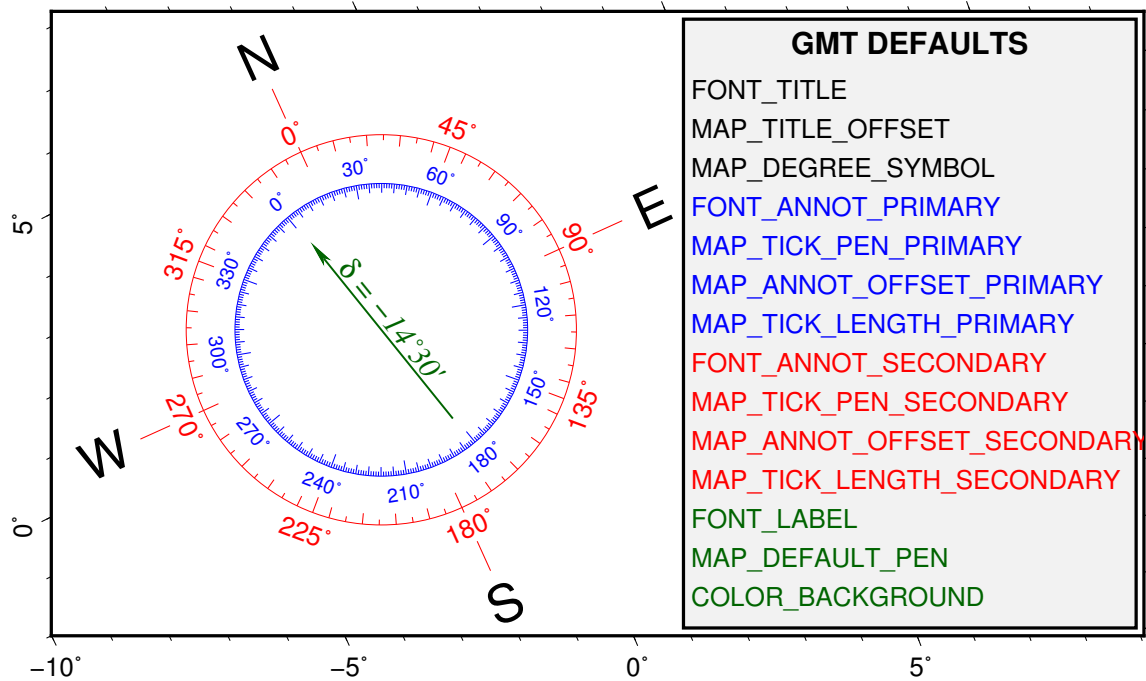 GMT DEFAULTS
FONT_TITLE
MAP_TITLE_OFFSET
MAP_DEGREE_SYMBOL
FONT_ANNOT_PRIMARY
MAP_TICK_PEN_PRIMARY
MAP_ANNOT_OFFSET_PRIMARY
MAP_TICK_LENGTH_PRIMARY
FONT_ANNOT_SECONDARY
MAP_TICK_PEN_SECONDARY
MAP_ANNOT_OFFSET_SECONDARY
MAP_TICK_LENGTH_SECONDARY
FONT_LABEL
MAP_DEFAULT_PEN
COLOR_BACKGROUND
N
E
S
W
0°
45°
90°
135°
180°
225°
270°
315°
0°
30°
60°
90°
120°
150°
180°
210°
240°
270°
300°
330°
δ = −14°30′
5°
0°
−10°
−5°
0°
5°